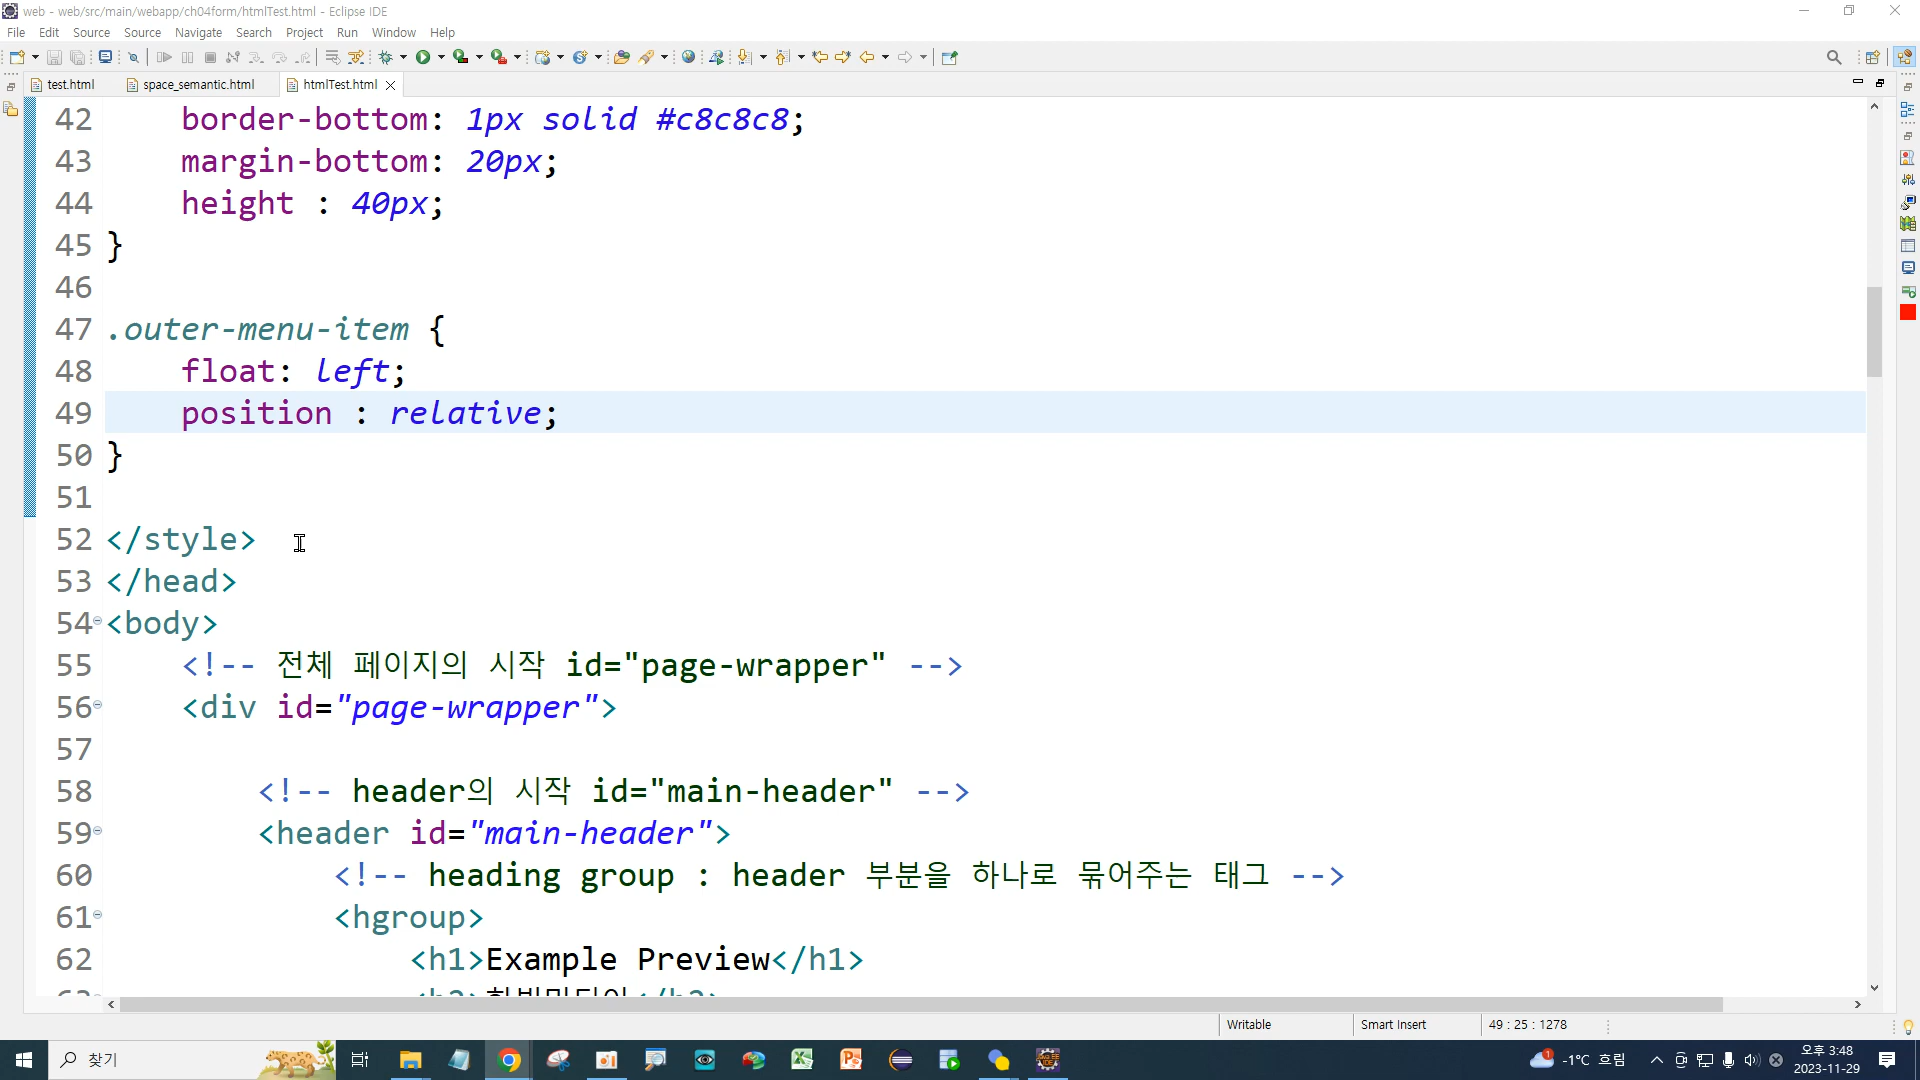 web - web/src/main/webapp/ch04form/htmlTest.html - Eclipse IDE
File Edit Source Source Navigate Search Project Run Window Help
test.html space_semantic.html htmlTest.html
42 border-bottom: 1px solid #c8c8c8;
43 margin-bottom: 20px;
44 height : 40px;
45 }
46
47 .outer-menu-item {
48 float: left;
49 position : relative;
50 }
51
52 </style>
53 </head>
54 <body>
55 <!-- 전체 페이지의 시작 id="page-wrapper" -->
56 <div id="page-wrapper">
57
58 <!-- header의 시작 id="main-header" -->
59 <header id="main-header">
60 <!-- heading group : header 부분을 하나로 묶어주는 태그 -->
61 <hgroup>
62 <h1>Example Preview</h1>
Writable Smart Insert 49 : 25 : 1278
찾기
1 -1°C 흐림
오후 3:48
2023-11-29